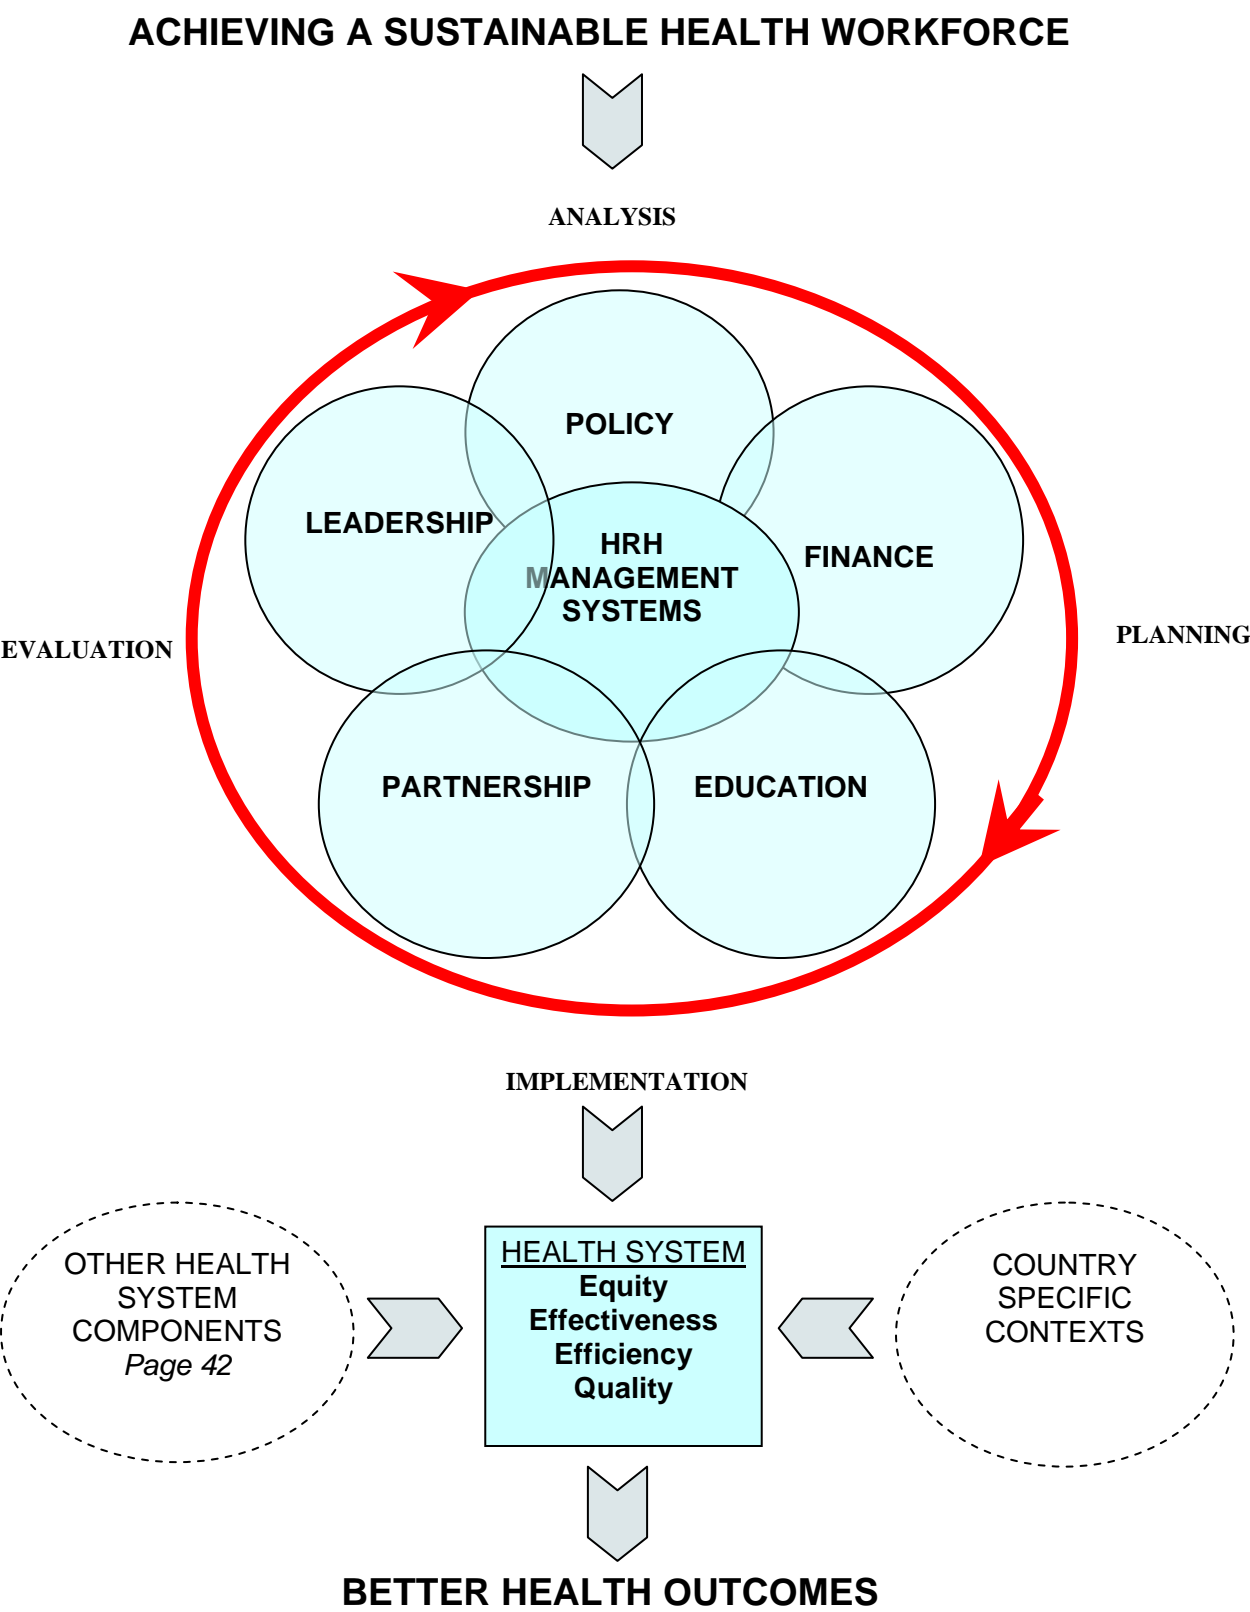 ACHIEVING A SUSTAINABLE HEALTH WORKFORCE
ANALYSIS
POLICY
LEADERSHIP
HRH
MANAGEMENT
SYSTEMS
FINANCE
EVALUATION
PLANNING
PARTNERSHIP
EDUCATION
IMPLEMENTATION
OTHER HEALTH
SYSTEM
COMPONENTS
Page 42
HEALTH SYSTEM
Equity
Effectiveness
Efficiency
Quality
COUNTRY
SPECIFIC
CONTEXTS
BETTER HEALTH OUTCOMES